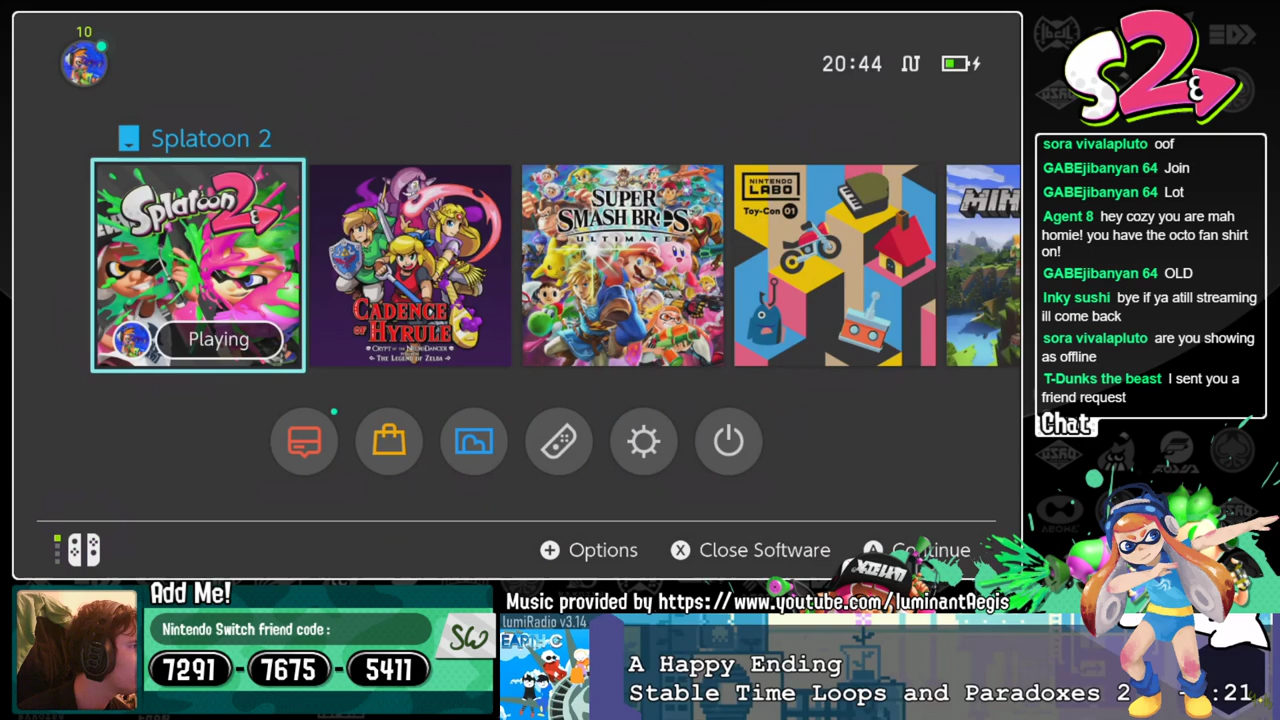 10
20:44
Splatoon 2
Splatoon 2
Playing
CADENCE
OF HYRULE
CRYPT OF THE NECRODANCER
THE LEGEND OF ZELDA
SUPER
SMASH BROS.
ULTIMATE
NINTENDO
LABO
Toy-Con 01
MIN
Options
X Close Software
A Continue
S2
sora vivalapluto oof
GABEjibanyan 64 Join
GABEjibanyan 64 Lot
Agent 8 hey cozy you are mah
homie! you have the octo fan shirt
on!
GABEjibanyan 64 OLD
Inky sushi bye if ya atill streaming
ill come back
sora vivalapluto are you showing
as offline
T-Dunks the beast I sent you a
friend request
Chat
Add Me!
Nintendo Switch friend code :
SW
7291 - 7675 - 5411
Music provided by https://www.youtube.com/luminantAegis
lumiRadio v3.14
A Happy Ending
Stable Time Loops and Paradoxes 2
:21